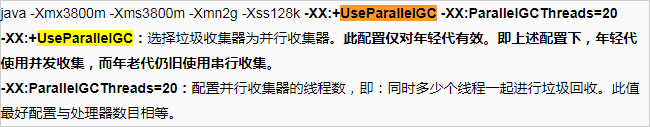 java -Xmx3800m -Xms3800m -Xmn2g -Xss128k -XX:+UseParallelGC -XX:ParallelGCThreads=20
-XX:+UseParallelGC：选择垃圾收集器为并行收集器。此配置仅对年轻代有效。即上述配置下，年轻代
使用并发收集，而年老代仍旧使用串行收集。
-XX:ParallelGCThreads=20：配置并行收集器的线程数，即：同时多少个线程一起进行垃圾回收。此值
最好配置与处理器数目相等。